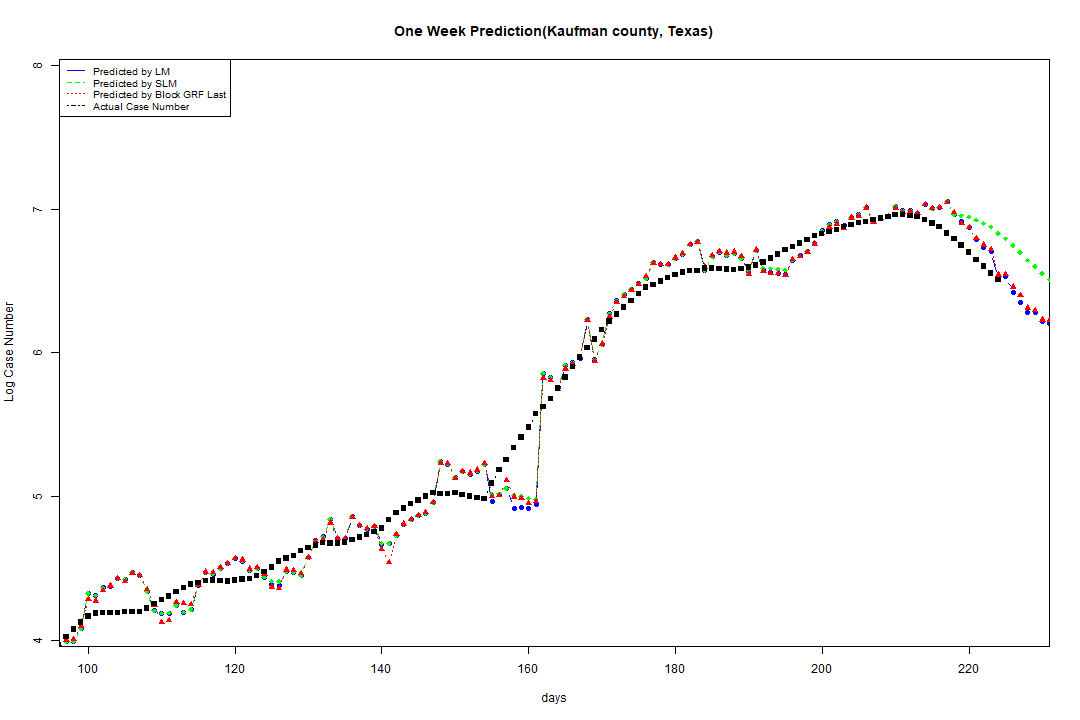 One Week Prediction(Kaufman county, Texas)
Predicted by LM
Predicted by SLM
Predicted by Block GRF Last
Actual Case Number
8
7
6
5
4
Log Case Number
100 120 140 160 180 200 220
days